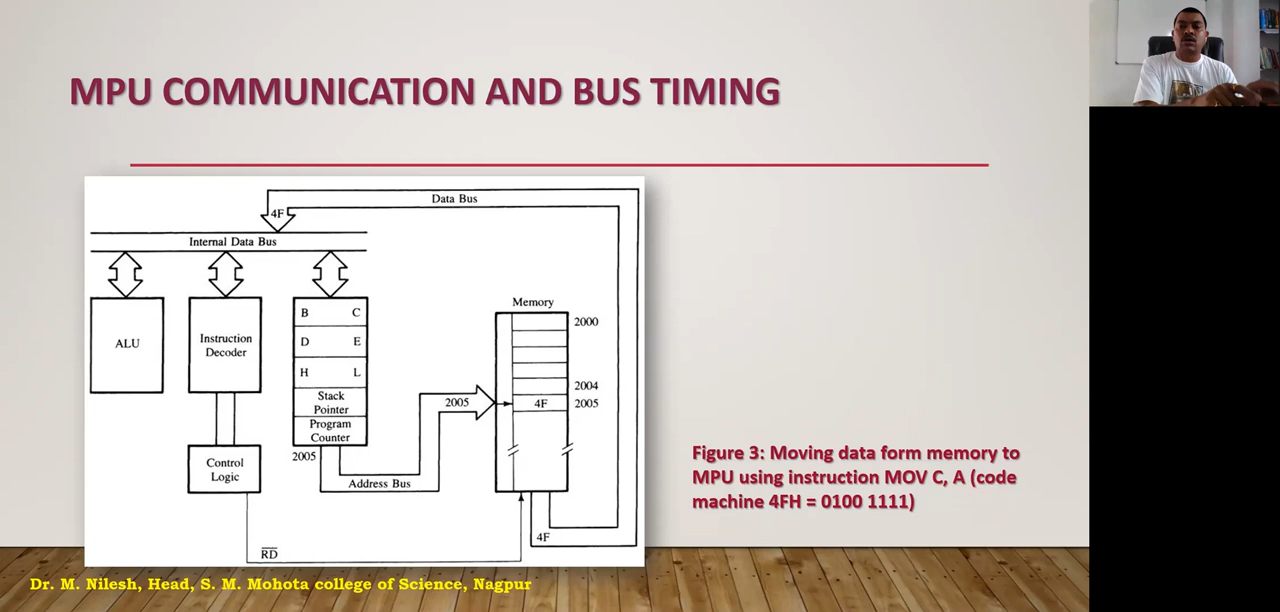 MPU COMMUNICATION AND BUS TIMING
Data Bus
4F
Internal Data Bus
ALU
Instruction
Decoder
B C
D E
H L
Stack
Pointer
Program
Counter
2005
Control
Logic
Address Bus
2005
Memory
2000
2004
4F 2005
4F
RD
Figure 3: Moving data form memory to
MPU using instruction MOV C, A (code
machine 4FH = 0100 1111)
Dr. M. Nilesh, Head, S. M. Mohota college of Science, Nagpur